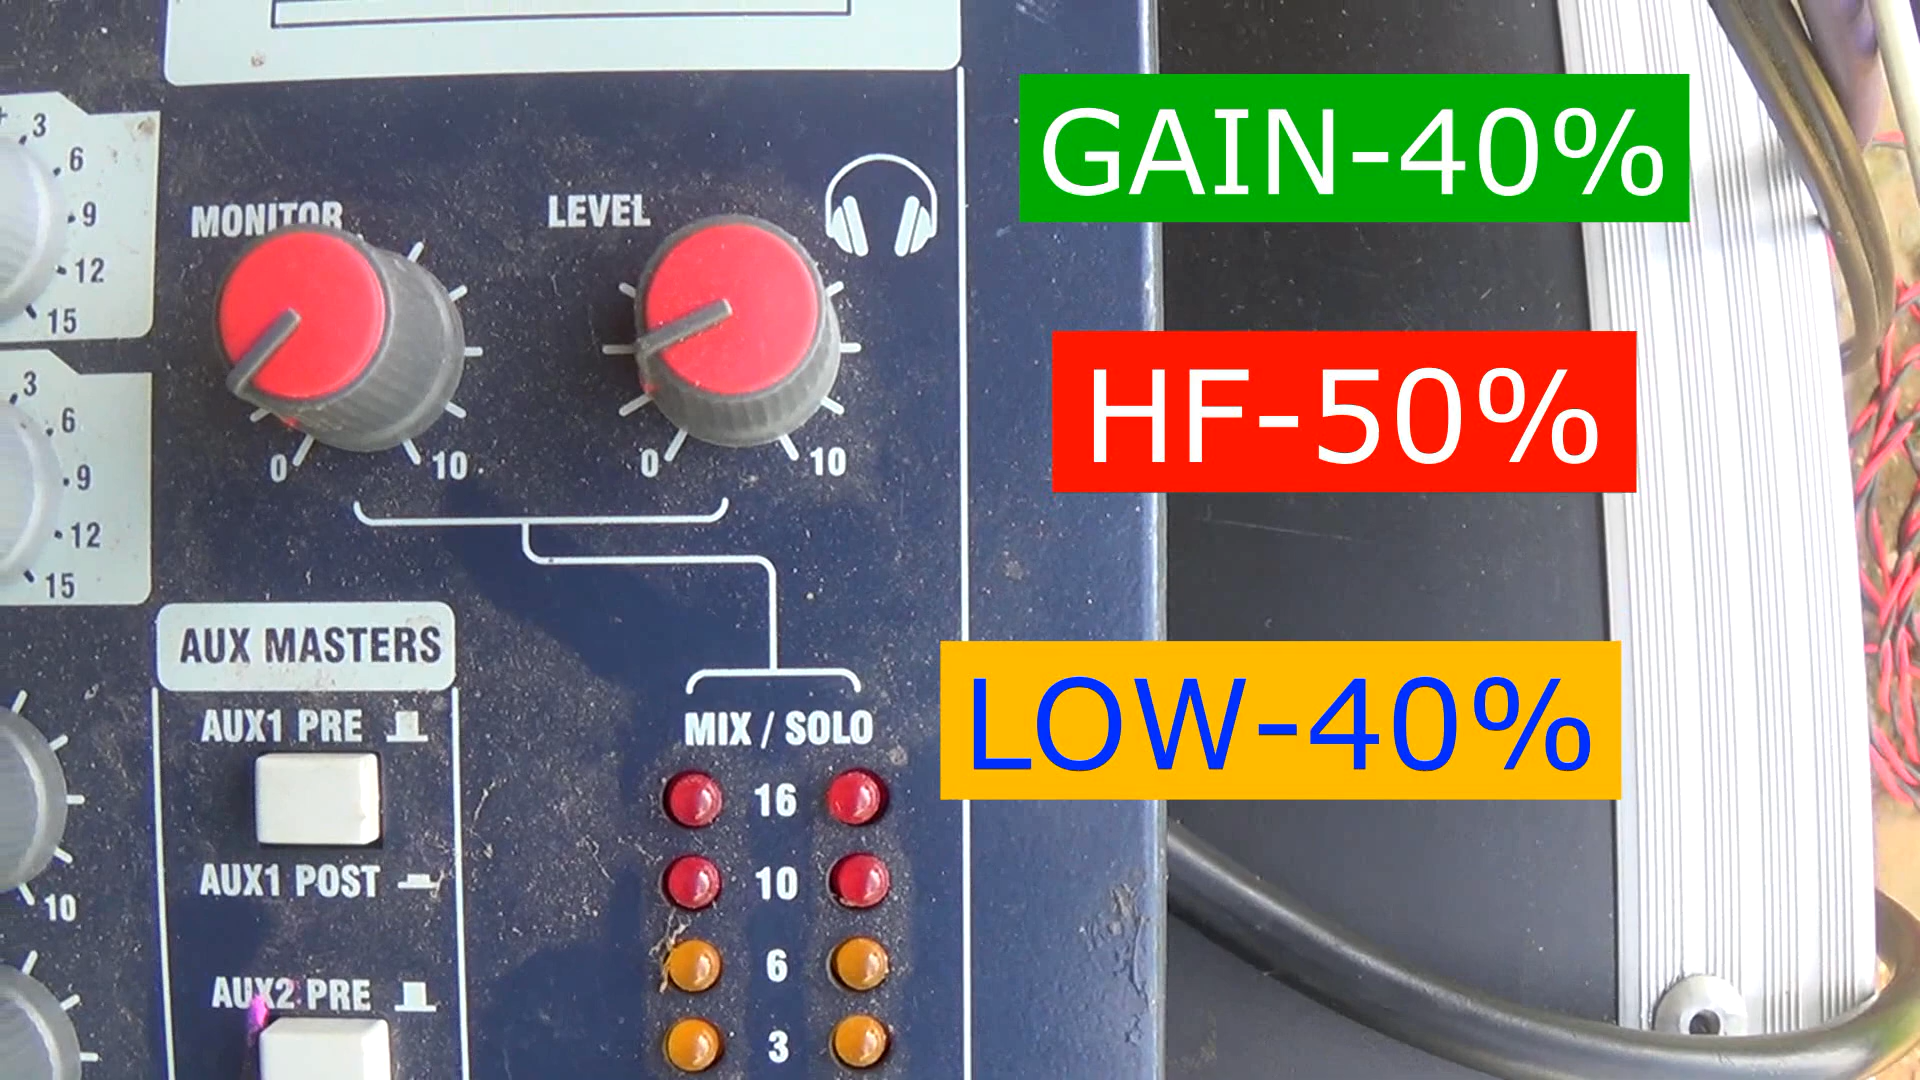 GAIN-40%
3
6
9
12
15
MONITOR
LEVEL
HF-50%
0
10
0
10
3
6
9
12
15
AUX MASTERS
LOW-40%
AUX1 PRE
MIX / SOLO
16
AUX1 POST
10
10
6
AUX2 PRE
3